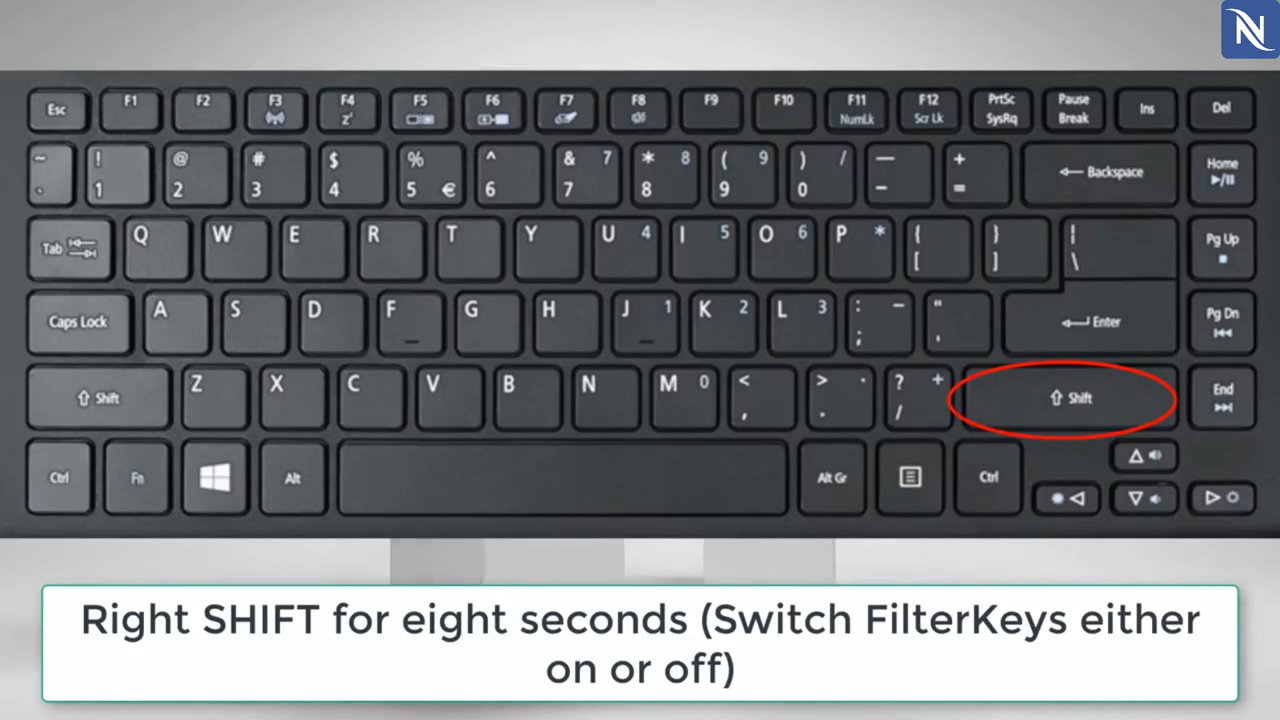 N
Esc F1 F2 F3 F4 F5 F6 F7 F8 F9 F10 F11 F12 PrtSc Pause Ins Del
z' NumLk Scr Lk SysRq Break
~ ! @ # $ % ^ & 7 * 8 ( 9 ) / — + ← Backspace Home
1 2 3 4 5 € 6 7 8 9 0 - =
Tab Q W E R T Y U 4 I 5 O 6 P * { } | Pg Up
[ ] \
Caps Lock A S D F G H J 1 K 2 L 3 : - " Enter Pg Dn
_ _ ; '
Shift Z X C V B N M 0 < > . ? + Shift End
, . /
Ctrl Fn Alt Alt Gr Ctrl
Right SHIFT for eight seconds (Switch FilterKeys either
on or off)